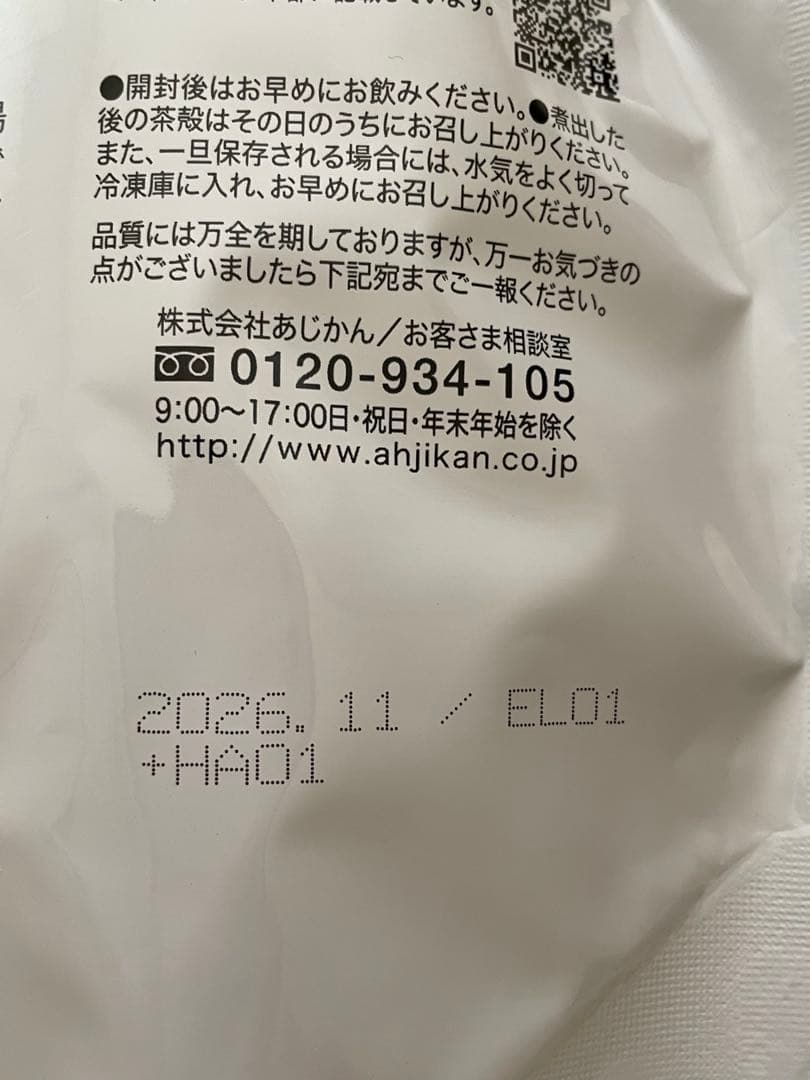 記載しています。
●開封後はお早めにお飲みください。●煮出した
後の茶殻はその日のうちにお召し上がりください。
また、一旦保存される場合には、水気をよく切って
冷凍庫に入れ、お早めにお召し上がりください。
品質には万全を期しておりますが、万一お気づきの
点がございましたら下記宛までご一報ください。
株式会社あじかん/お客さま相談室
0120-934-105
9:00〜17:00日・祝日・年末年始を除く
http://www.ahjikan.co.jp
2026.11 / EL01
+HA01